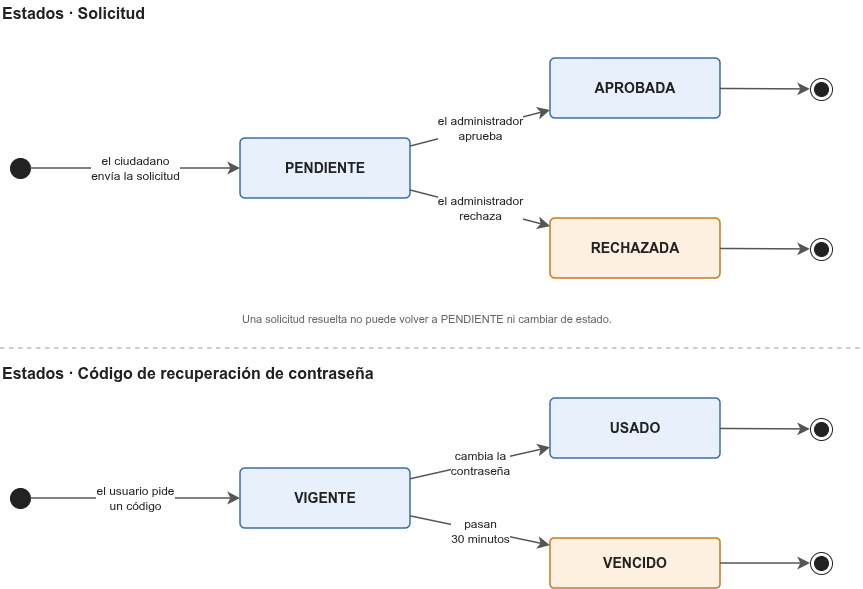 Estados · Solicitud
APROBADA
el administrador
aprueba
el ciudadano
envía la solicitud
PENDIENTE
el administrador
rechaza
RECHAZADA
Una solicitud resuelta no puede volver a PENDIENTE ni cambiar de estado.
Estados · Código de recuperación de contraseña
USADO
cambia la
contraseña
el usuario pide
un código
VIGENTE
pasan
30 minutos
VENCIDO